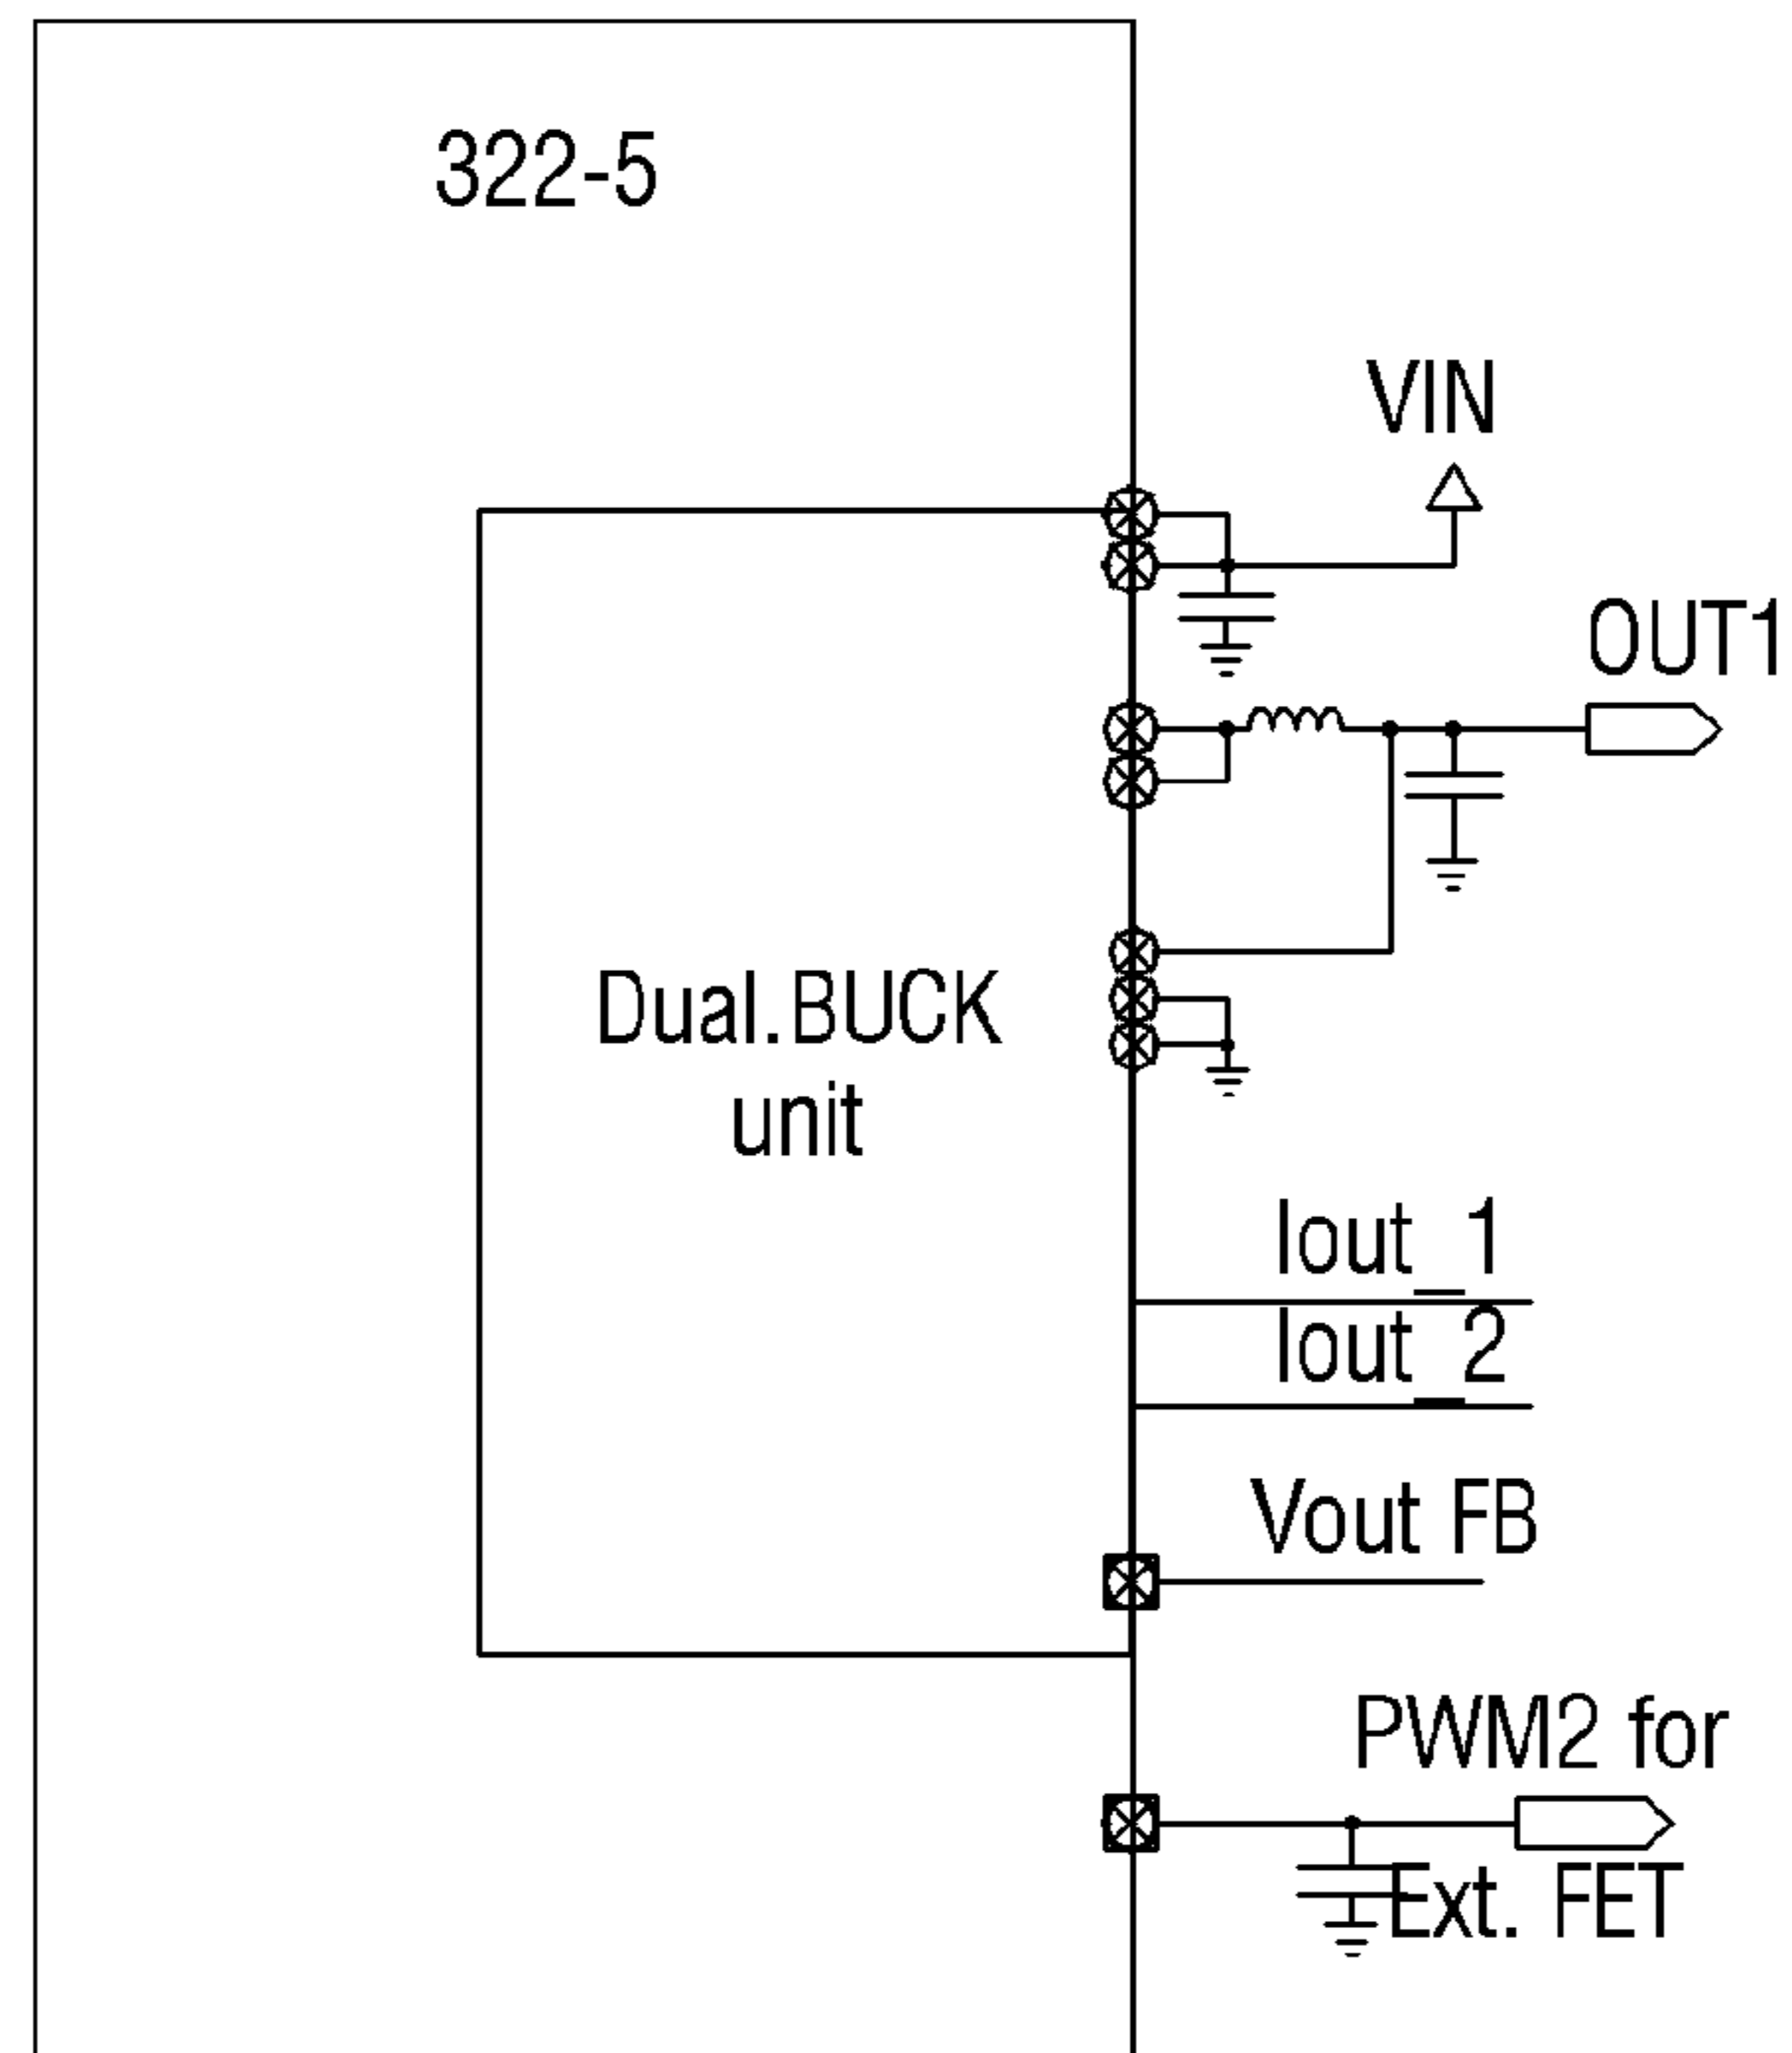 322-5
VIN
OUT1
Dual.BUCK
unit
Iout_1
Iout_2
Vout FB
PWM2 for
Ext. FET